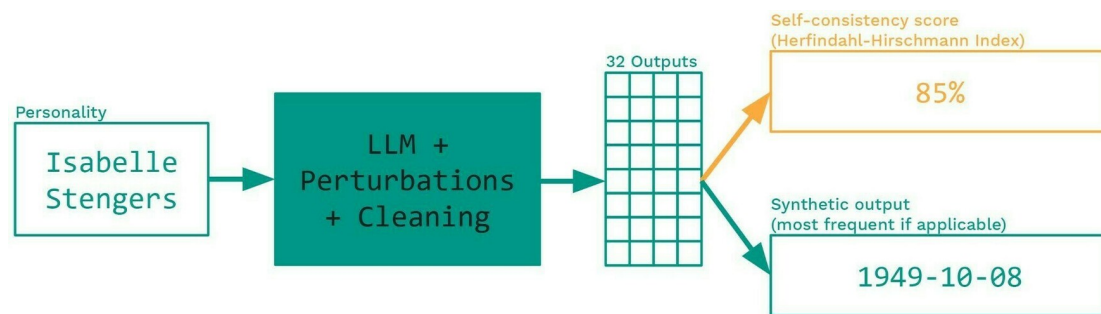 Personality
Isabelle
Stengers
LLM +
Perturbations
+ Cleaning
32 Outputs
Self-consistency score
(Herfindahl-Hirschmann Index)
85%
Synthetic output
(most frequent if applicable)
1949-10-08